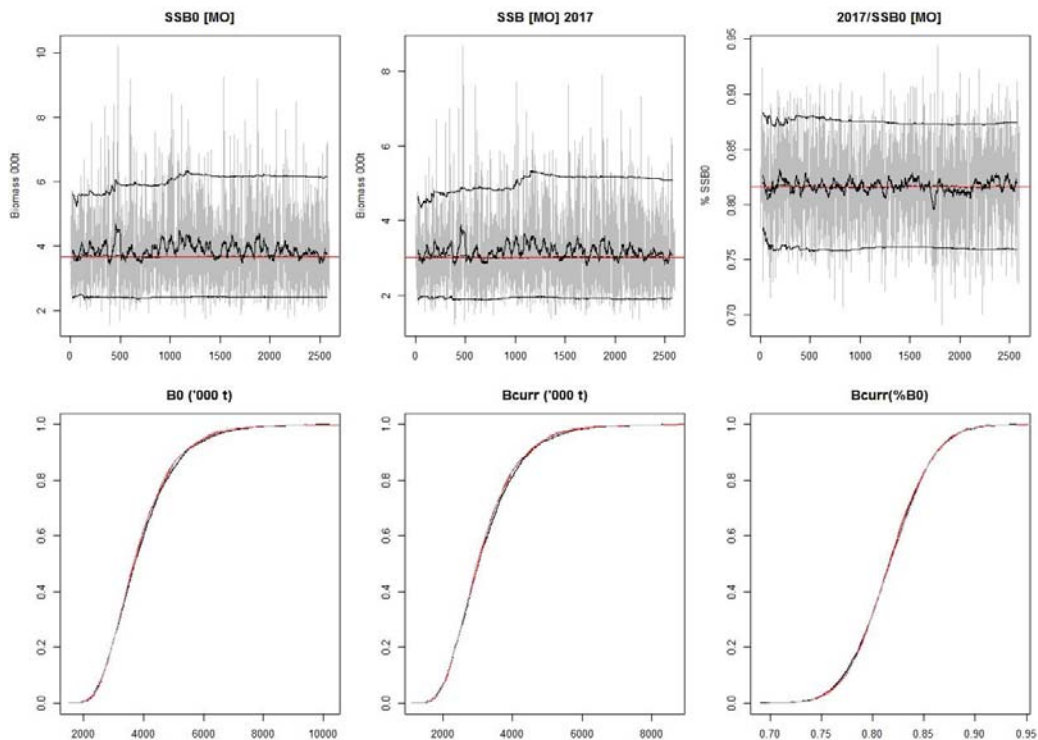 SSB0 [MO]
SSB [MO] 2017
2017/SSB0 [MO]
Biomass 000t
2 4 6 8 10
0 500 1000 1500 2000 2500
Biomass 000t
2 4 6 8
0 500 1000 1500 2000 2500
% SSB0
0.70 0.75 0.80 0.85 0.90 0.95
0 500 1000 1500 2000 2500
B0 ('000 t)
Bcurr ('000 t)
Bcurr(%B0)
0.0 0.2 0.4 0.6 0.8 1.0
2000 4000 6000 8000 10000
0.0 0.2 0.4 0.6 0.8 1.0
2000 4000 6000 8000
0.0 0.2 0.4 0.6 0.8 1.0
0.70 0.75 0.80 0.85 0.90 0.95